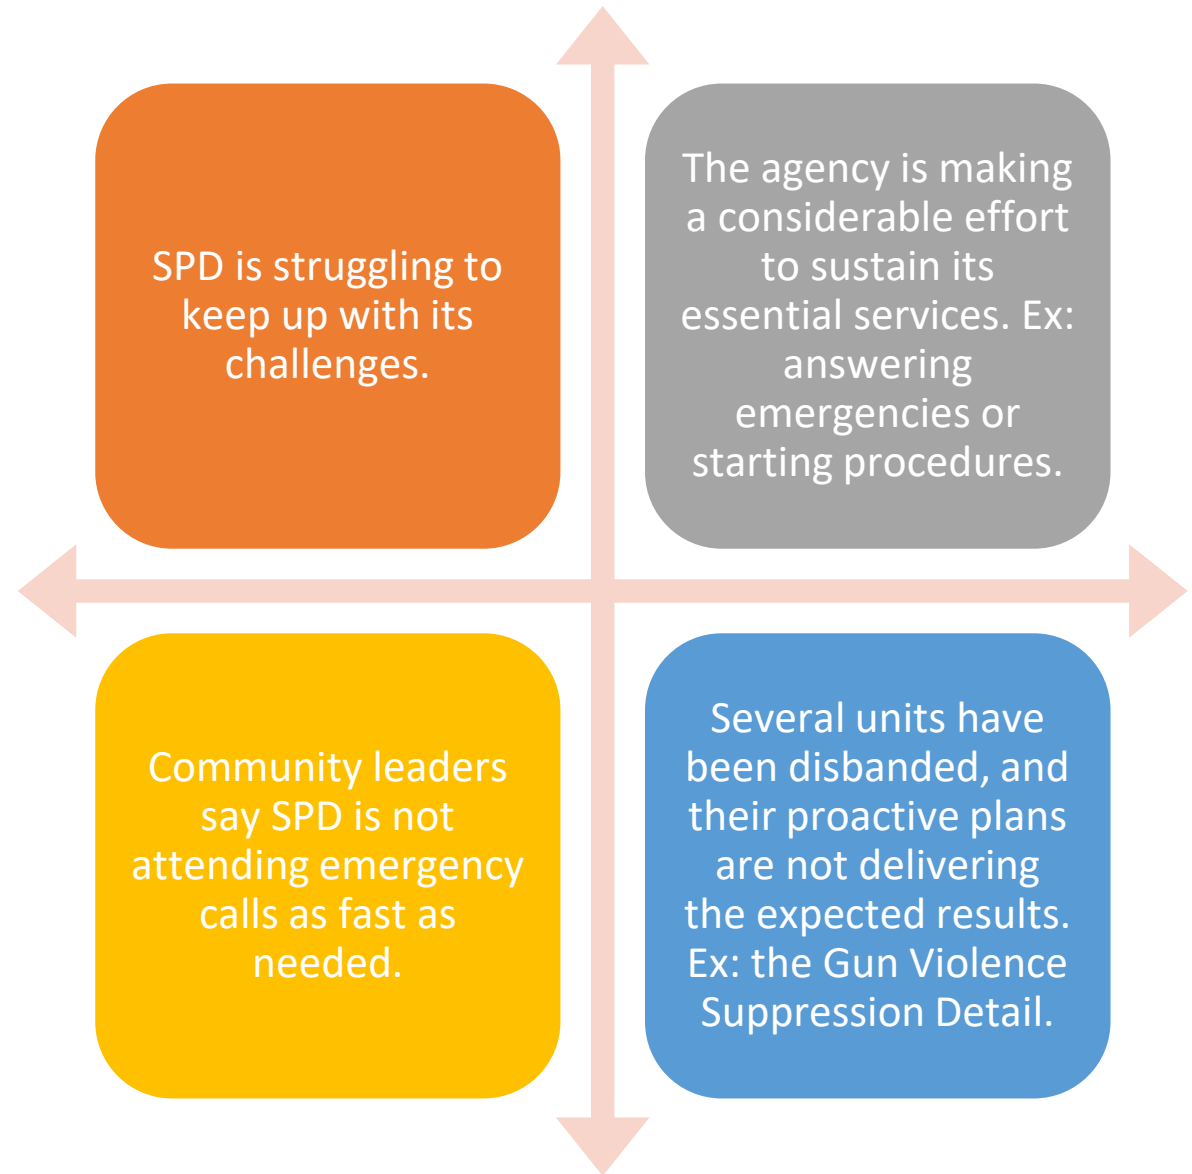 SPD is struggling to
keep up with its
challenges.
The agency is making
a considerable effort
to sustain its
essential services. Ex:
answering
emergencies or
starting procedures.
Community leaders
say SPD is not
attending emergency
calls as fast as
needed.
Several units have
been disbanded, and
their proactive plans
are not delivering
the expected results.
Ex: the Gun Violence
Suppression Detail.